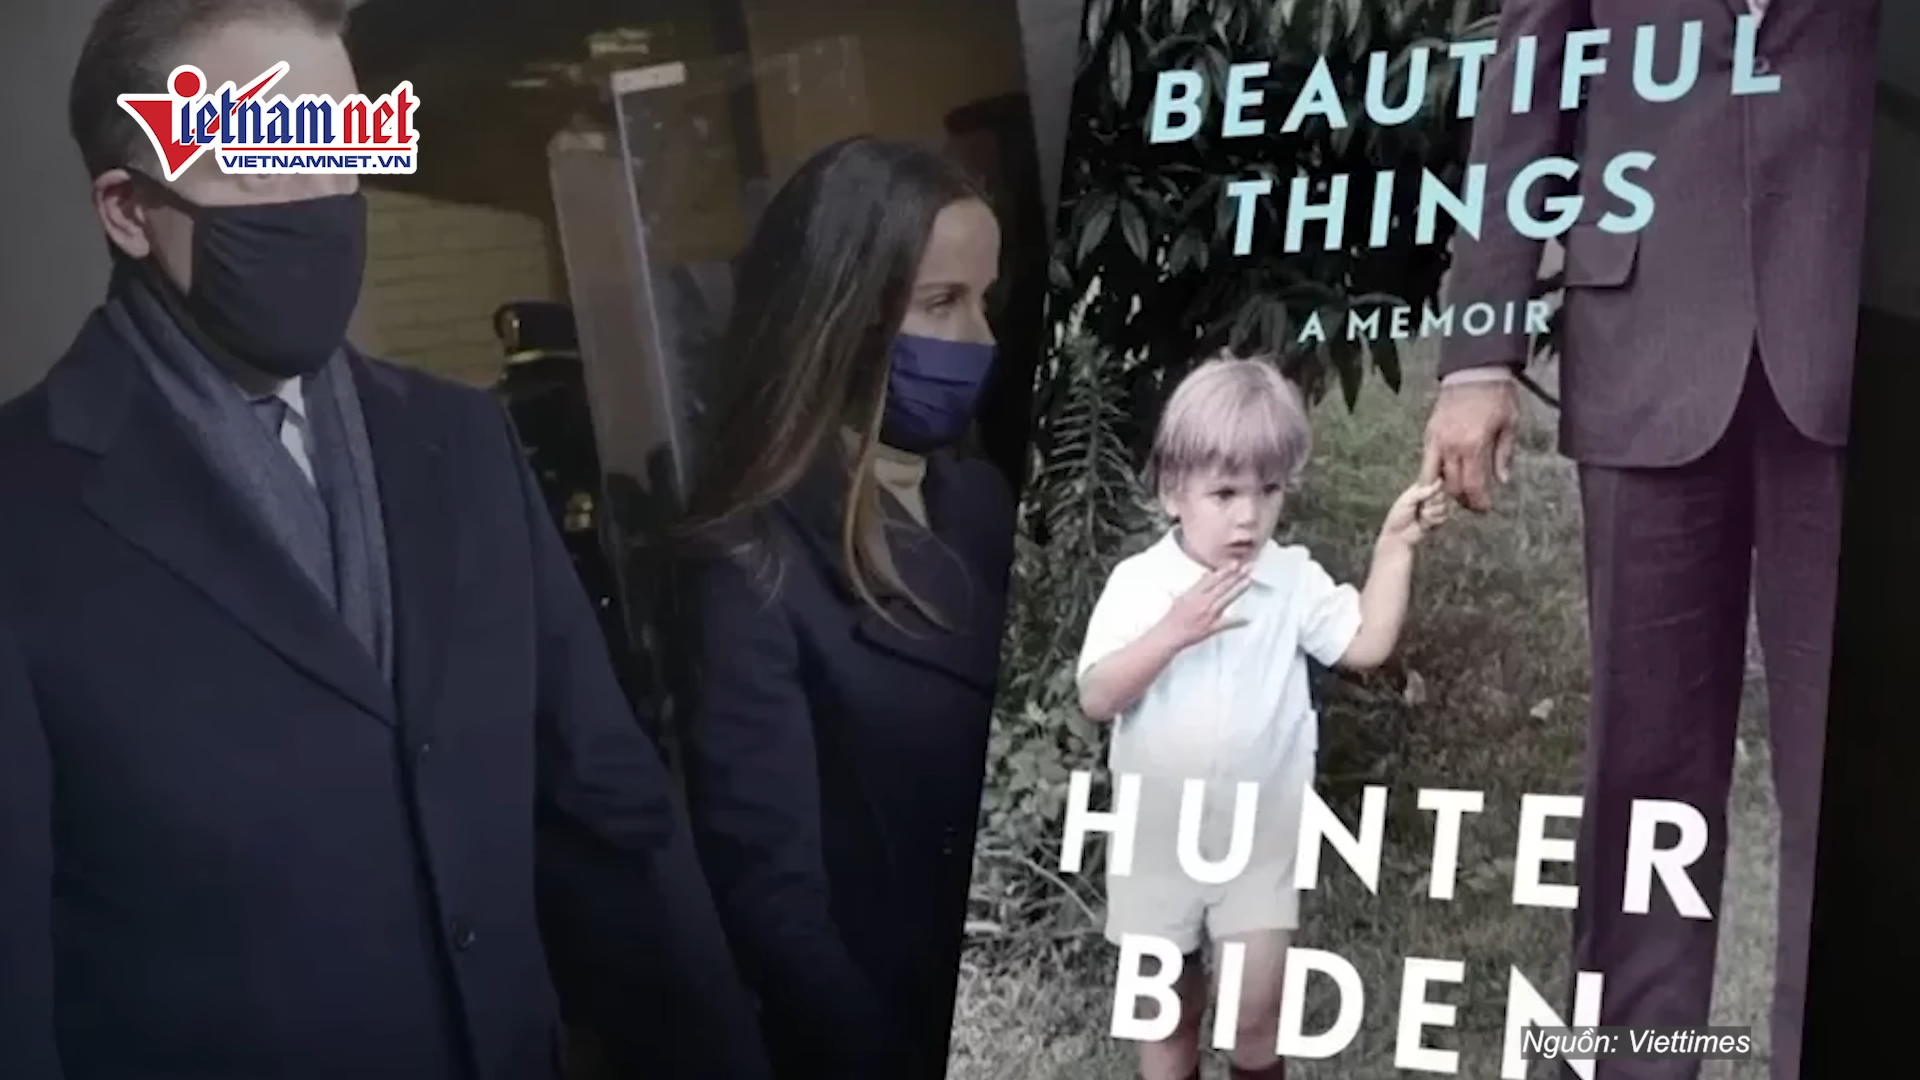 Vietnamnet
VIETNAMNET.VN
BEAUTIFUL
THINGS
A MEMOIR
HUNTER
BIDEN
Nguồn: Viettimes